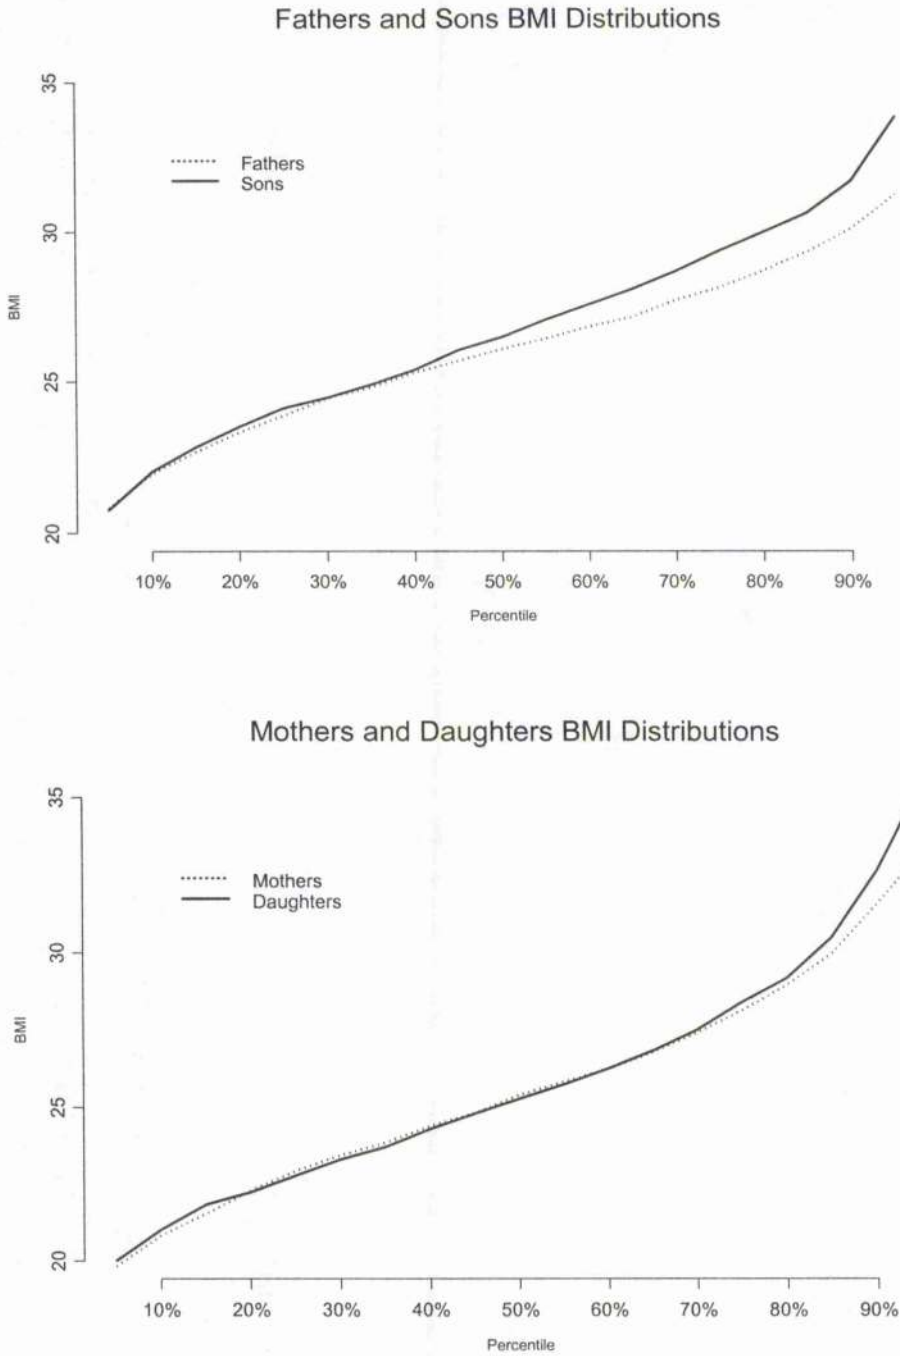 Fathers and Sons BMI Distributions
35
30
25
20
BMI
Fathers
Sons
10% 20% 30% 40% 50% 60% 70% 80% 90%
Percentile
Mothers and Daughters BMI Distributions
35
30
25
20
BMI
Mothers
Daughters
10% 20% 30% 40% 50% 60% 70% 80% 90%
Percentile